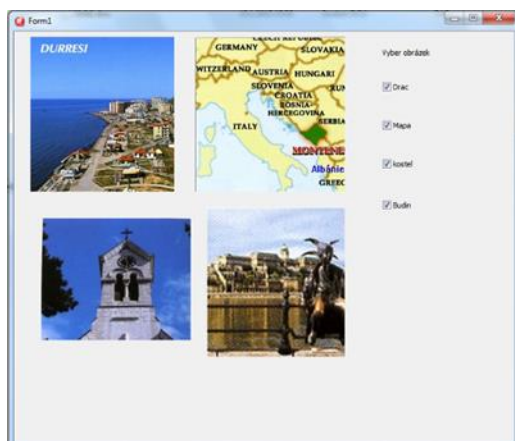 Form1
DURRESI
Vyber obrázek
GERMANY
SLOVAKIA
WITZERLAND
AUSTRIA
HUNGARI
SLOVENIA
CROATIA
BOSNIA-
HERCEGOVINA
SERBIA
ITALY
MONTENE
Albánie
GREEC
Drac
Mapa
kostel
Budin